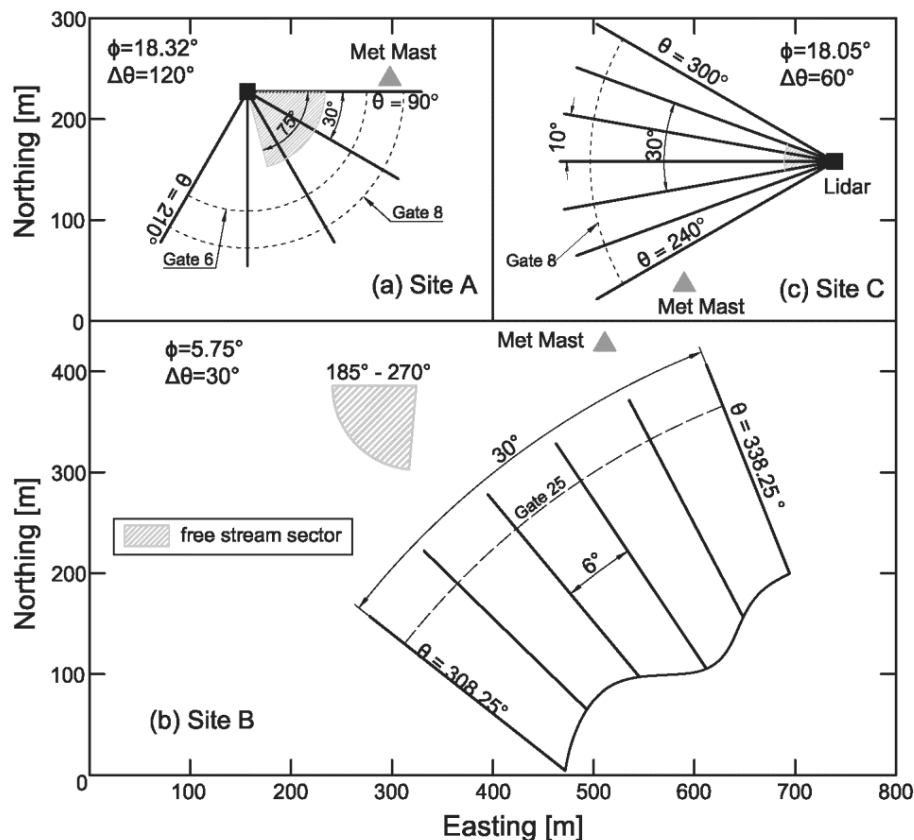 300
200
100
0
Northing [m]
ϕ=18.32°
Δθ=120°
Met Mast
θ = 90°
75°
30°
θ = 210°
Gate 6
Gate 8
(a) Site A
ϕ=18.05°
Δθ=60°
θ = 300°
10°
30°
Lidar
Gate 8
θ = 240°
Met Mast
(c) Site C
400
300
200
100
0
Northing [m]
ϕ=5.75°
Δθ=30°
185° - 270°
Met Mast
30°
Gate 25
θ = 338.25 °
free stream sector
6°
θ = 308.25°
(b) Site B
100
200
300
400
500
600
700
800
Easting [m]